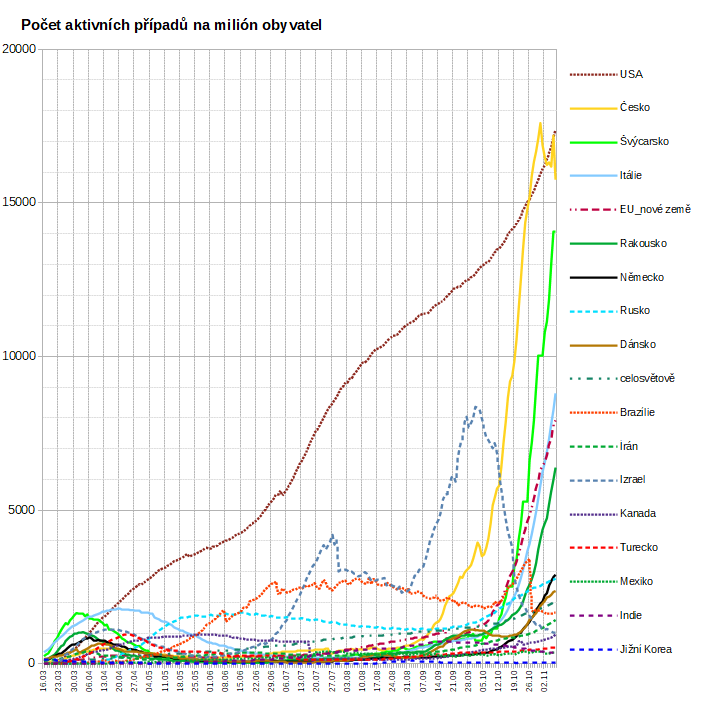 Počet aktivních případů na milión obyvatel
20000
15000
10000
5000
0
16.03 23.03 30.03 06.04 13.04 20.04 27.04 04.05 11.05 18.05 25.05 01.06 08.06 15.06 22.06 29.06 06.07 13.07 20.07 27.07 03.08 10.08 17.08 24.08 31.08 07.09 14.09 21.09 28.09 05.10 12.10 19.10 26.10 02.11
USA
Česko
Švýcarsko
Itálie
EU_nové země
Rakousko
Německo
Rusko
Dánsko
celosvětově
Brazílie
Írán
Izrael
Kanada
Turecko
Mexiko
Indie
Jižní Korea